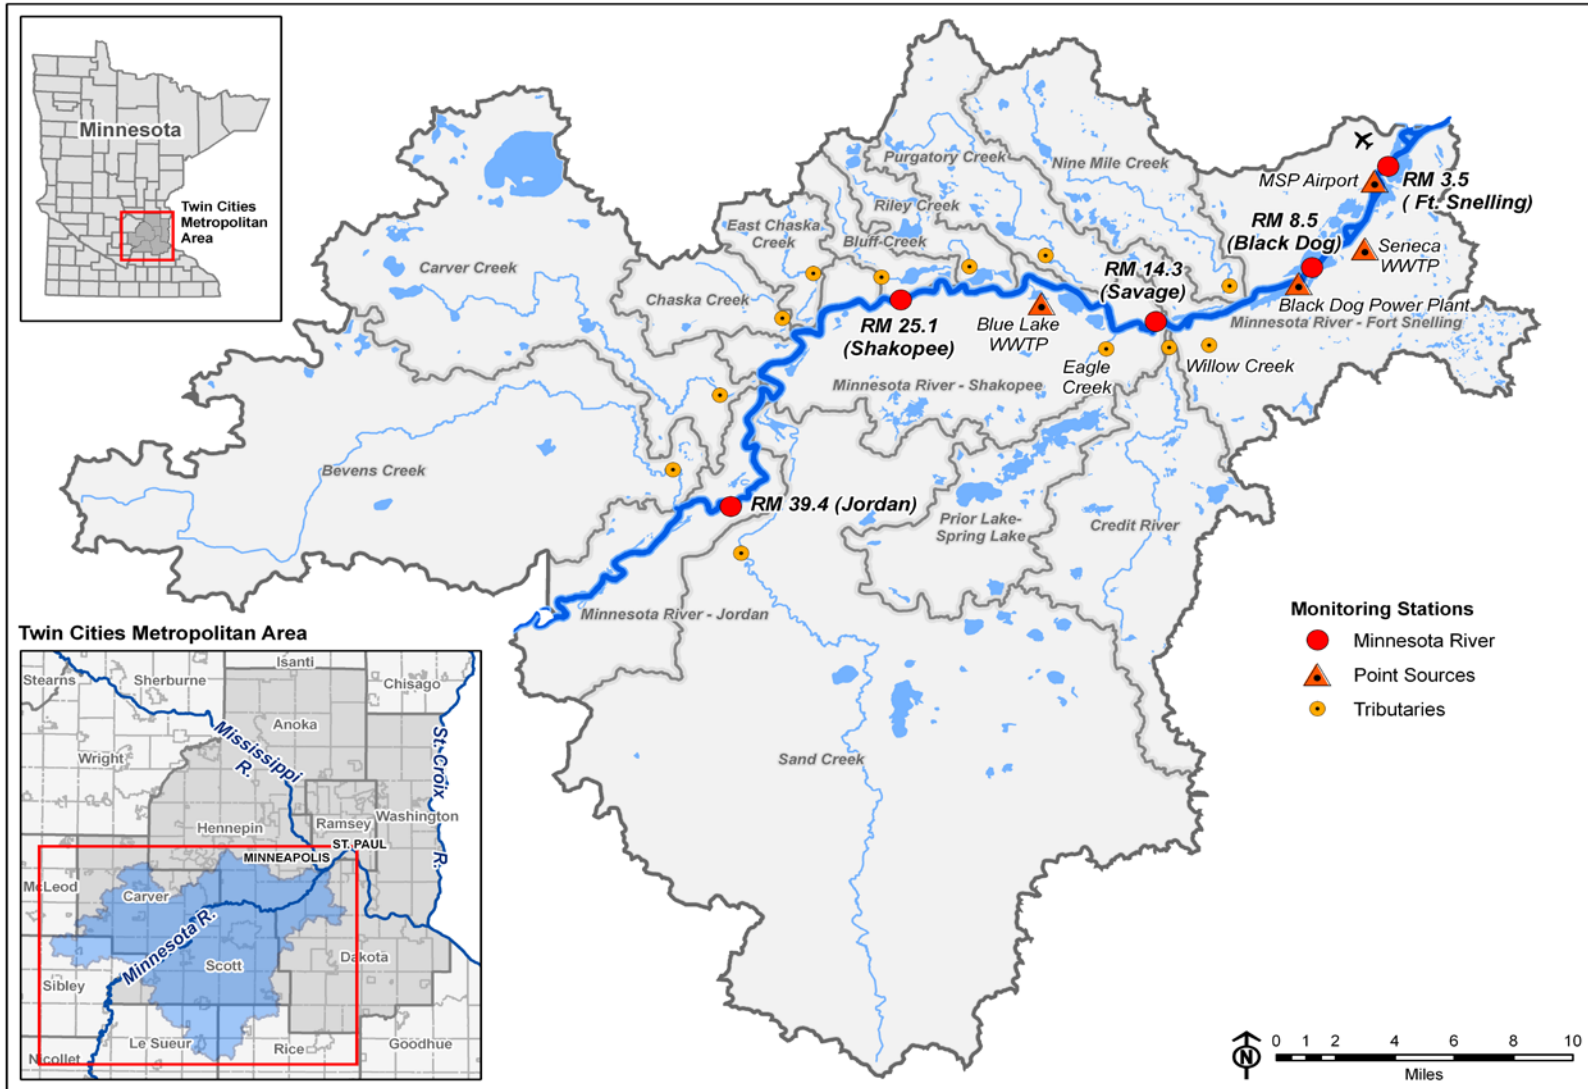 Minnesota
Twin Cities
Metropolitan
Area
Purgatory Creek
Nine Mile Creek
MSP Airport
RM 3.5
( Ft. Snelling)
Riley Creek
East Chaska
Creek
Bluff Creek
RM 8.5
(Black Dog)
Seneca
WWTP
Carver Creek
Chaska Creek
RM 14.3
(Savage)
Black Dog Power Plant
RM 25.1
(Shakopee)
Blue Lake
WWTP
Minnesota River - Fort Snelling
Eagle
Creek
Willow Creek
Minnesota River - Shakopee
Bevens Creek
RM 39.4 (Jordan)
Prior Lake-
Spring Lake
Credit River
Minnesota River - Jordan
Sand Creek
Monitoring Stations
Minnesota River
Point Sources
Tributaries
Twin Cities Metropolitan Area
Isanti
Stearns
Sherburne
Chisago
Anoka
Mississippi
R.
St. Croix
R.
Wright
Hennepin
Ramsey
Washington
ST. PAUL
MINNEAPOLIS
McLeod
Carver
Minnesota R.
Scott
Dakota
Sibley
Le Sueur
Rice
Goodhue
Nicollet
N
0 1 2 4 6 8 10
Miles